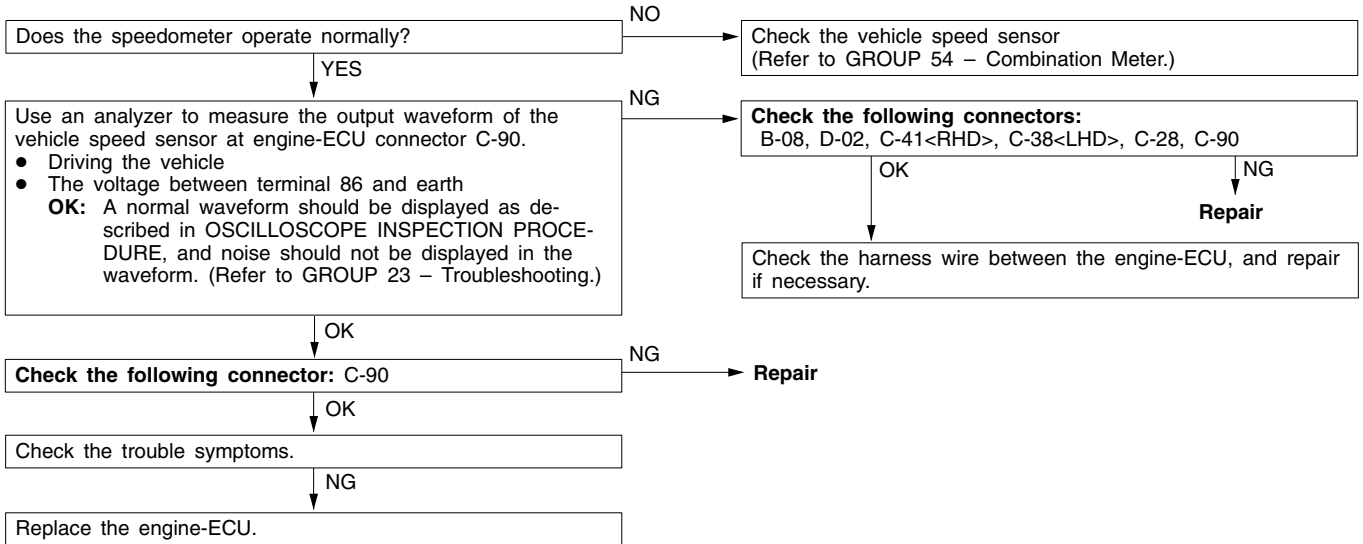 Does the speedometer operate normally?
NO
Check the vehicle speed sensor
(Refer to GROUP 54 – Combination Meter.)
YES
Use an analyzer to measure the output waveform of the
vehicle speed sensor at engine-ECU connector C-90.
● Driving the vehicle
● The voltage between terminal 86 and earth
OK: A normal waveform should be displayed as de-
scribed in OSCILLOSCOPE INSPECTION PROCE-
DURE, and noise should not be displayed in the
waveform. (Refer to GROUP 23 – Troubleshooting.)
NG
Check the following connectors:
B-08, D-02, C-41<RHD>, C-38<LHD>, C-28, C-90
OK
NG
Repair
Check the harness wire between the engine-ECU, and repair
if necessary.
OK
Check the following connector: C-90
NG
Repair
OK
Check the trouble symptoms.
NG
Replace the engine-ECU.